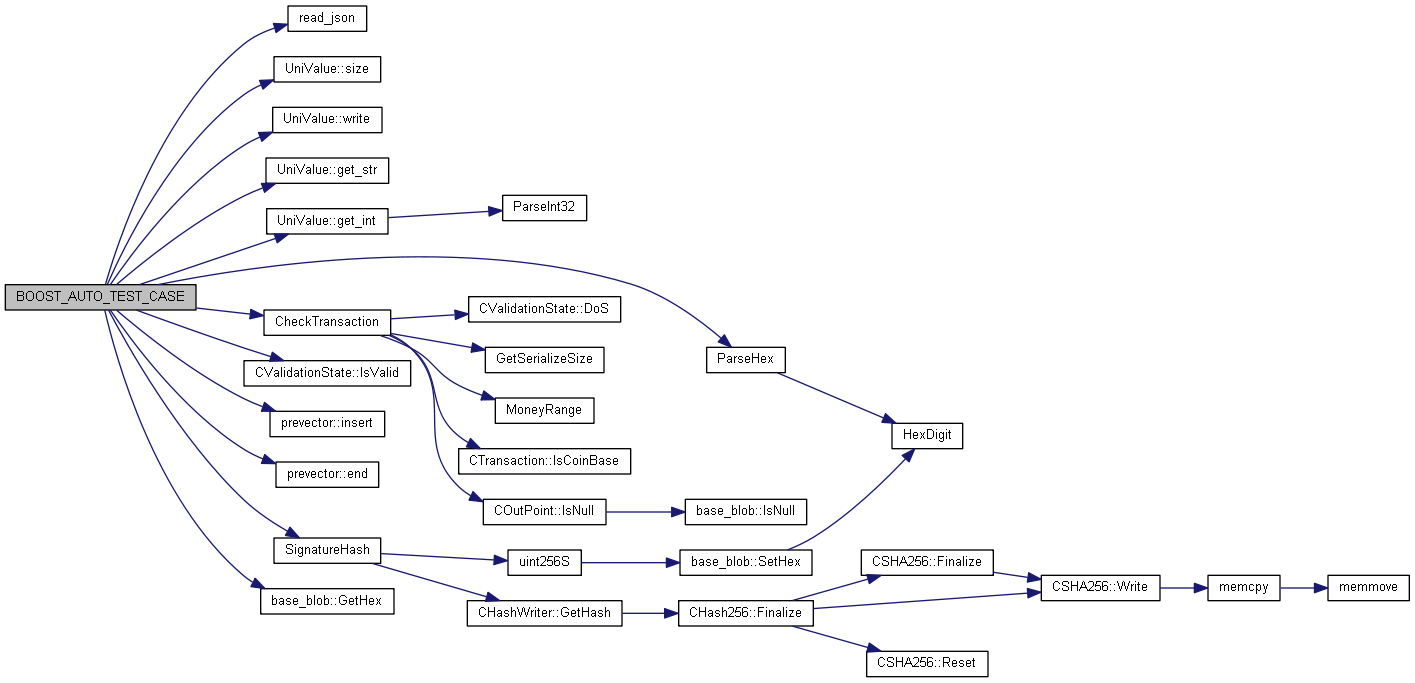 read_json
UniValue::size
UniValue::write
UniValue::get_str
UniValue::get_int
ParseInt32
BOOST_AUTO_TEST_CASE
CheckTransaction
CValidationState::DoS
GetSerializeSize
ParseHex
CValidationState::IsValid
MoneyRange
prevector::insert
HexDigit
CTransaction::IsCoinBase
prevector::end
COutPoint::IsNull
base_blob::IsNull
SignatureHash
uint256S
base_blob::SetHex
CSHA256::Finalize
CSHA256::Write
memcpy
memmove
base_blob::GetHex
CHashWriter::GetHash
CHash256::Finalize
CSHA256::Reset